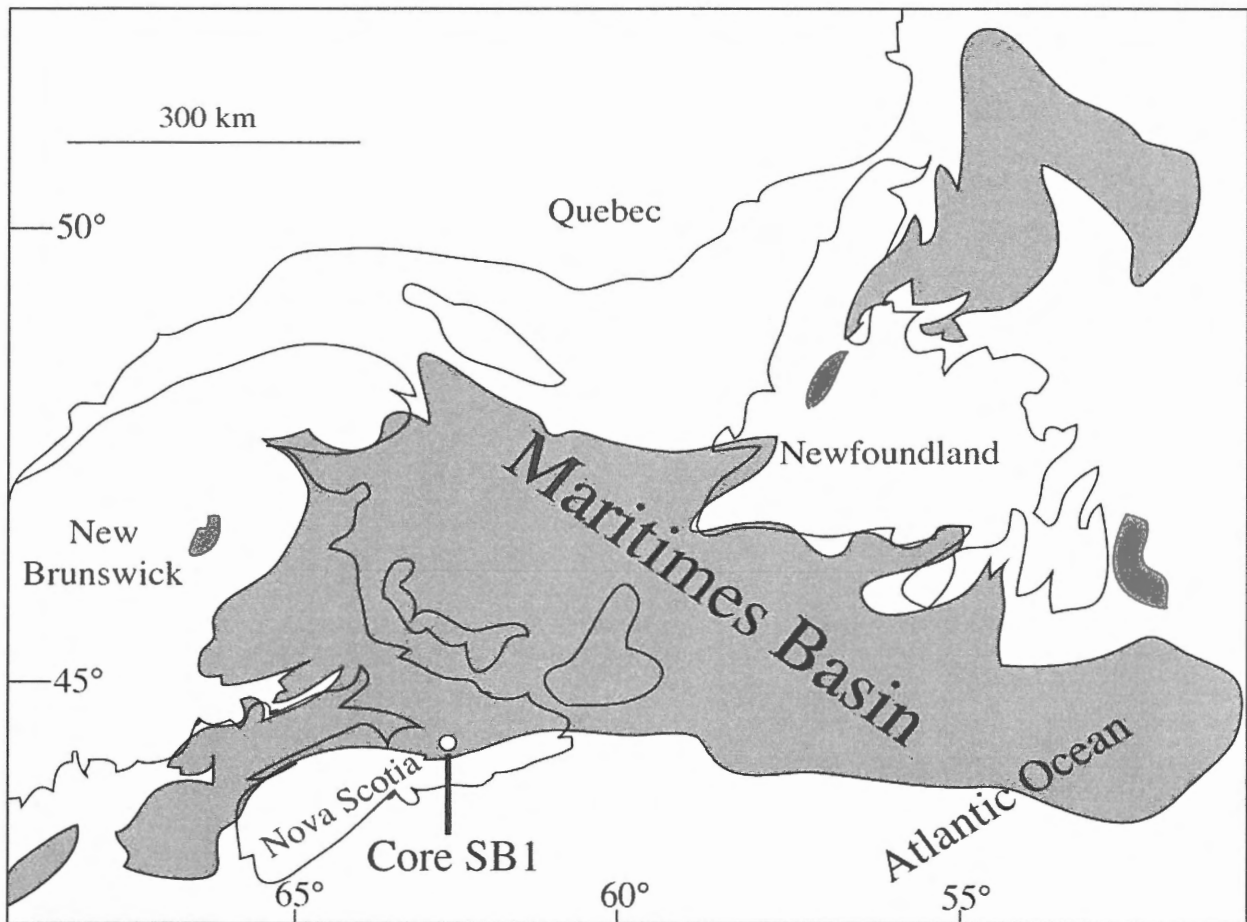 300 km
50°
Quebec
Newfoundland
Maritimes Basin
New
Brunswick
45°
Nova Scotia
Core SB1
Atlantic Ocean
65°
60°
55°